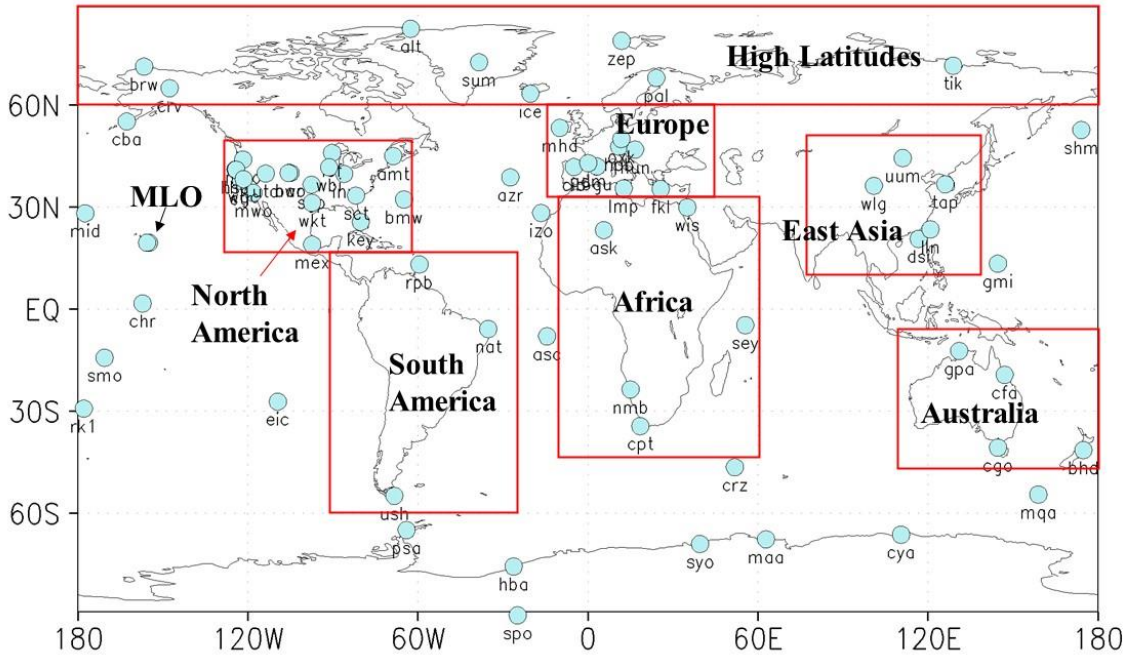 alt
zep
High Latitudes
brw
sum
tik
crv
pal
ice
60N
cba
Europe
shm
mhd
amt
uum
MLO
azr
wlg
tap
sct
bmw
lmp
fkl
30N
mid
wkt
key
izo
wis
ask
East Asia
lln
dsi
mex
rpb
gmi
North
America
chr
Africa
EQ
nat
asc
sey
smo
South
America
gpa
cfa
nmb
Australia
30S
rk1
eic
cpt
cgo
bhd
crz
ush
mqa
60S
psa
syo
maa
cya
hba
spo
180
120W
60W
0
60E
120E
180